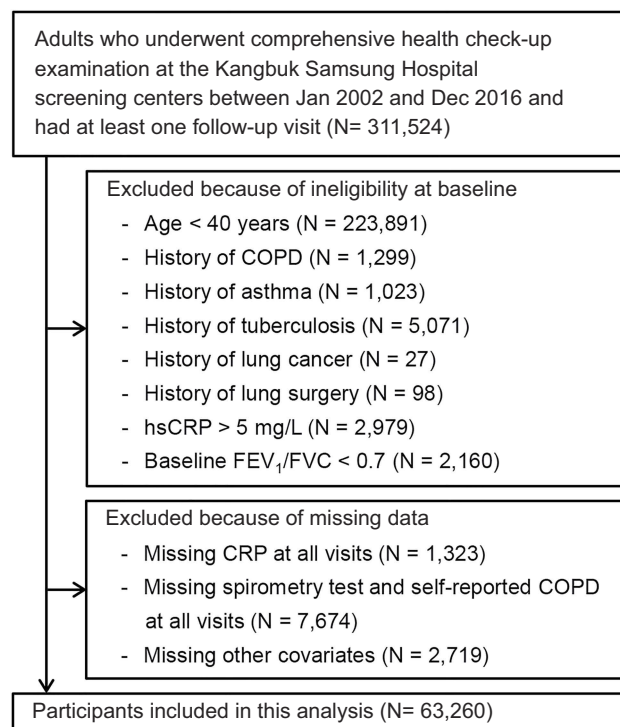 Adults who underwent comprehensive health check-up
examination at the Kangbuk Samsung Hospital
screening centers between Jan 2002 and Dec 2016 and
had at least one follow-up visit (N= 311,524)
Excluded because of ineligibility at baseline
- Age < 40 years (N = 223,891)
- History of COPD (N = 1,299)
- History of asthma (N = 1,023)
- History of tuberculosis (N = 5,071)
- History of lung cancer (N = 27)
- History of lung surgery (N = 98)
- hsCRP > 5 mg/L (N = 2,979)
- Baseline FEV₁/FVC < 0.7 (N = 2,160)
Excluded because of missing data
- Missing CRP at all visits (N = 1,323)
- Missing spirometry test and self-reported COPD
at all visits (N = 7,674)
- Missing other covariates (N = 2,719)
Participants included in this analysis (N= 63,260)